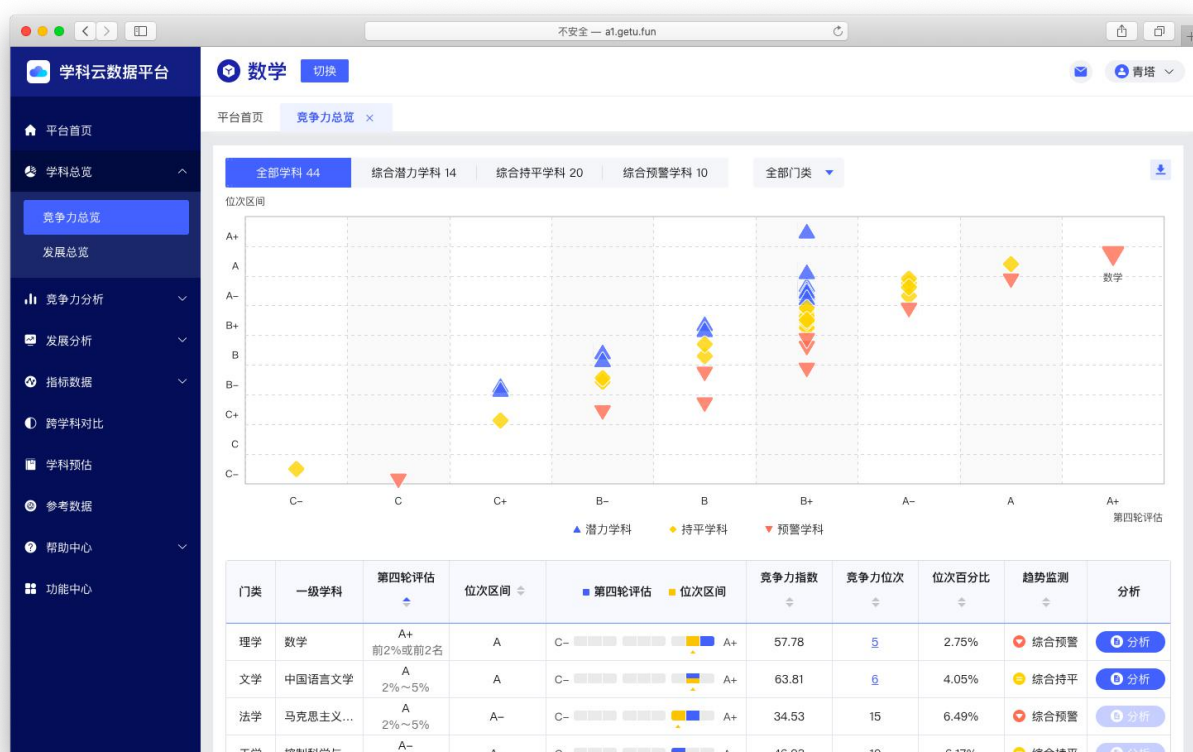 不安全 — a1.getu.fun
学科云数据平台
数学 切换
青塔
平台首页 竞争力总览 ×
平台首页
学科总览
竞争力总览
发展总览
竞争力分析
发展分析
指标数据
跨学科对比
学科预估
参考数据
帮助中心
功能中心
全部学科 44 综合潜力学科 14 综合持平学科 20 综合预警学科 10 全部门类
位次区间
A+
A
A−
B+
B
B−
C+
C
C−
数学
C− C C+ B− B B+ A− A A+
第四轮评估
潜力学科 持平学科 预警学科
门类 一级学科 第四轮评估 位次区间 第四轮评估 位次区间 竞争力指数 竞争力位次 位次百分比 趋势监测 分析
理学 数学 A+ 前2%或前2名 A C− A+ 57.78 5 2.75% 综合预警 分析
文学 中国语言文学 A 2%~5% A C− A+ 63.81 6 4.05% 综合持平 分析
法学 马克思主义... A 2%~5% A− C− A+ 34.53 15 6.49% 综合预警 分析
A−